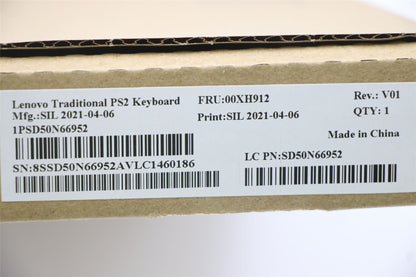 Lenovo Traditional PS2 Keyboard FRU:00XH912 Rev.: V01
Mfg.:SIL 2021-04-06 Print:SIL 2021-04-06 QTY: 1
1PSD50N66952 Made in China
SN:8SSD50N66952AVLC1460186 LC PN:SD50N66952